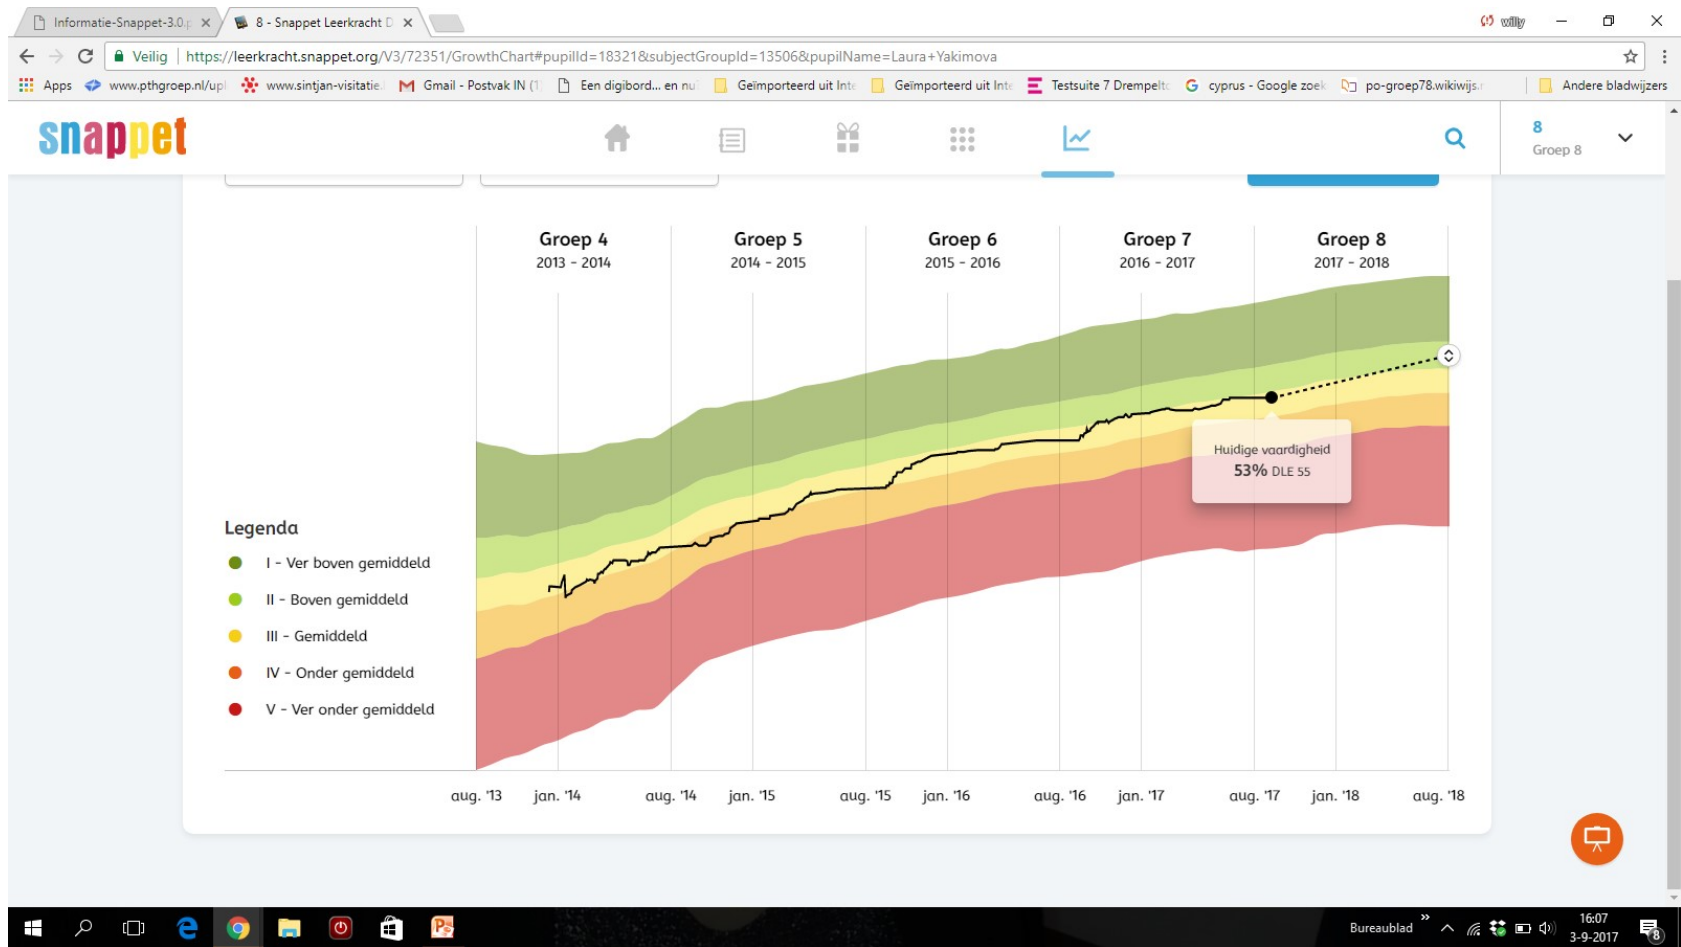 Informatie-Snappet-3.0.p
8 - Snappet Leerkracht D
willy
Veilig
https://leerkracht.snappet.org/V3/72351/GrowthChart#pupilId=18321&subjectGroupId=13506&pupilName=Laura+Yakimova
Apps
www.pthgroep.nl/upl
www.sintjan-visitatie.
Gmail - Postvak IN (1
Een digibord... en nu
Geïmporteerd uit Inte
Geïmporteerd uit Inte
Testsuite 7 Drempelto
cyprus - Google zoek
po-groep78.wikiwijs.r
Andere bladwijzers
snappet
8
Groep 8
Groep 4
2013 - 2014
Groep 5
2014 - 2015
Groep 6
2015 - 2016
Groep 7
2016 - 2017
Groep 8
2017 - 2018
Huidige vaardigheid
53% DLE 55
Legenda
I - Ver boven gemiddeld
II - Boven gemiddeld
III - Gemiddeld
IV - Onder gemiddeld
V - Ver onder gemiddeld
aug. '13
jan. '14
aug. '14
jan. '15
aug. '15
jan. '16
aug. '16
jan. '17
aug. '17
jan. '18
aug. '18
Bureaublad
16:07
3-9-2017
8